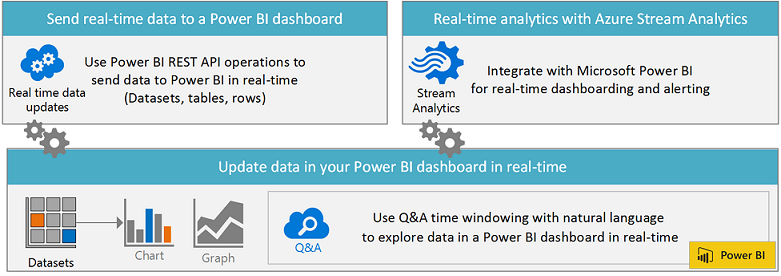 Send real-time data to a Power BI dashboard
Use Power BI REST API operations to
send data to Power BI in real-time
(Datasets, tables, rows)
Real time data
updates
Real-time analytics with Azure Stream Analytics
Integrate with Microsoft Power BI
for real-time dashboarding and alerting
Stream
Analytics
Update data in your Power BI dashboard in real-time
Datasets
Chart
Graph
Q&A
Use Q&A time windowing with natural language
to explore data in a Power BI dashboard in real-time
Power BI